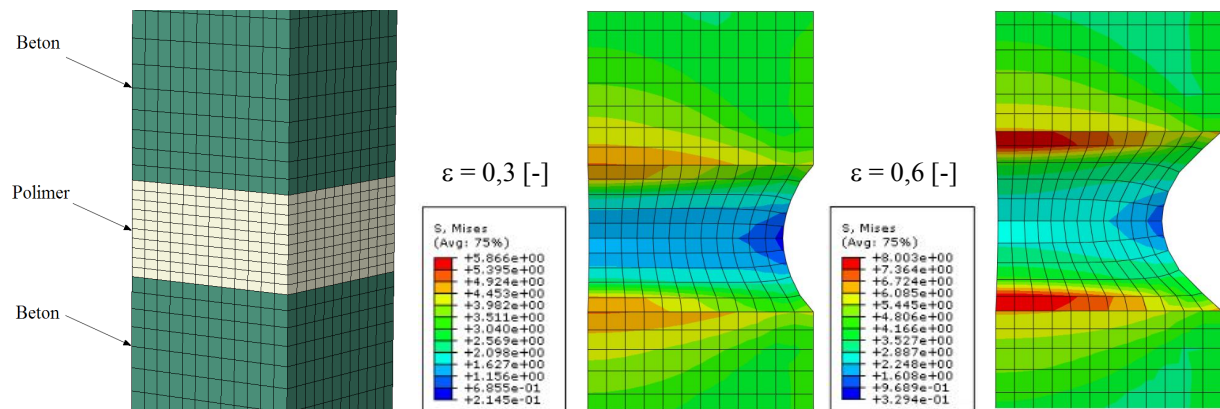 Beton
Polimer
Beton
ε = 0,3 [-]
S, Mises
(Avg: 75%)
+5.866e+00
+5.395e+00
+4.924e+00
+4.453e+00
+3.982e+00
+3.511e+00
+3.040e+00
+2.569e+00
+2.098e+00
+1.627e+00
+1.156e+00
+6.855e-01
+2.145e-01
ε = 0,6 [-]
S, Mises
(Avg: 75%)
+8.003e+00
+7.364e+00
+6.724e+00
+6.085e+00
+5.445e+00
+4.806e+00
+4.166e+00
+3.527e+00
+2.887e+00
+2.248e+00
+1.608e+00
+9.689e-01
+3.294e-01